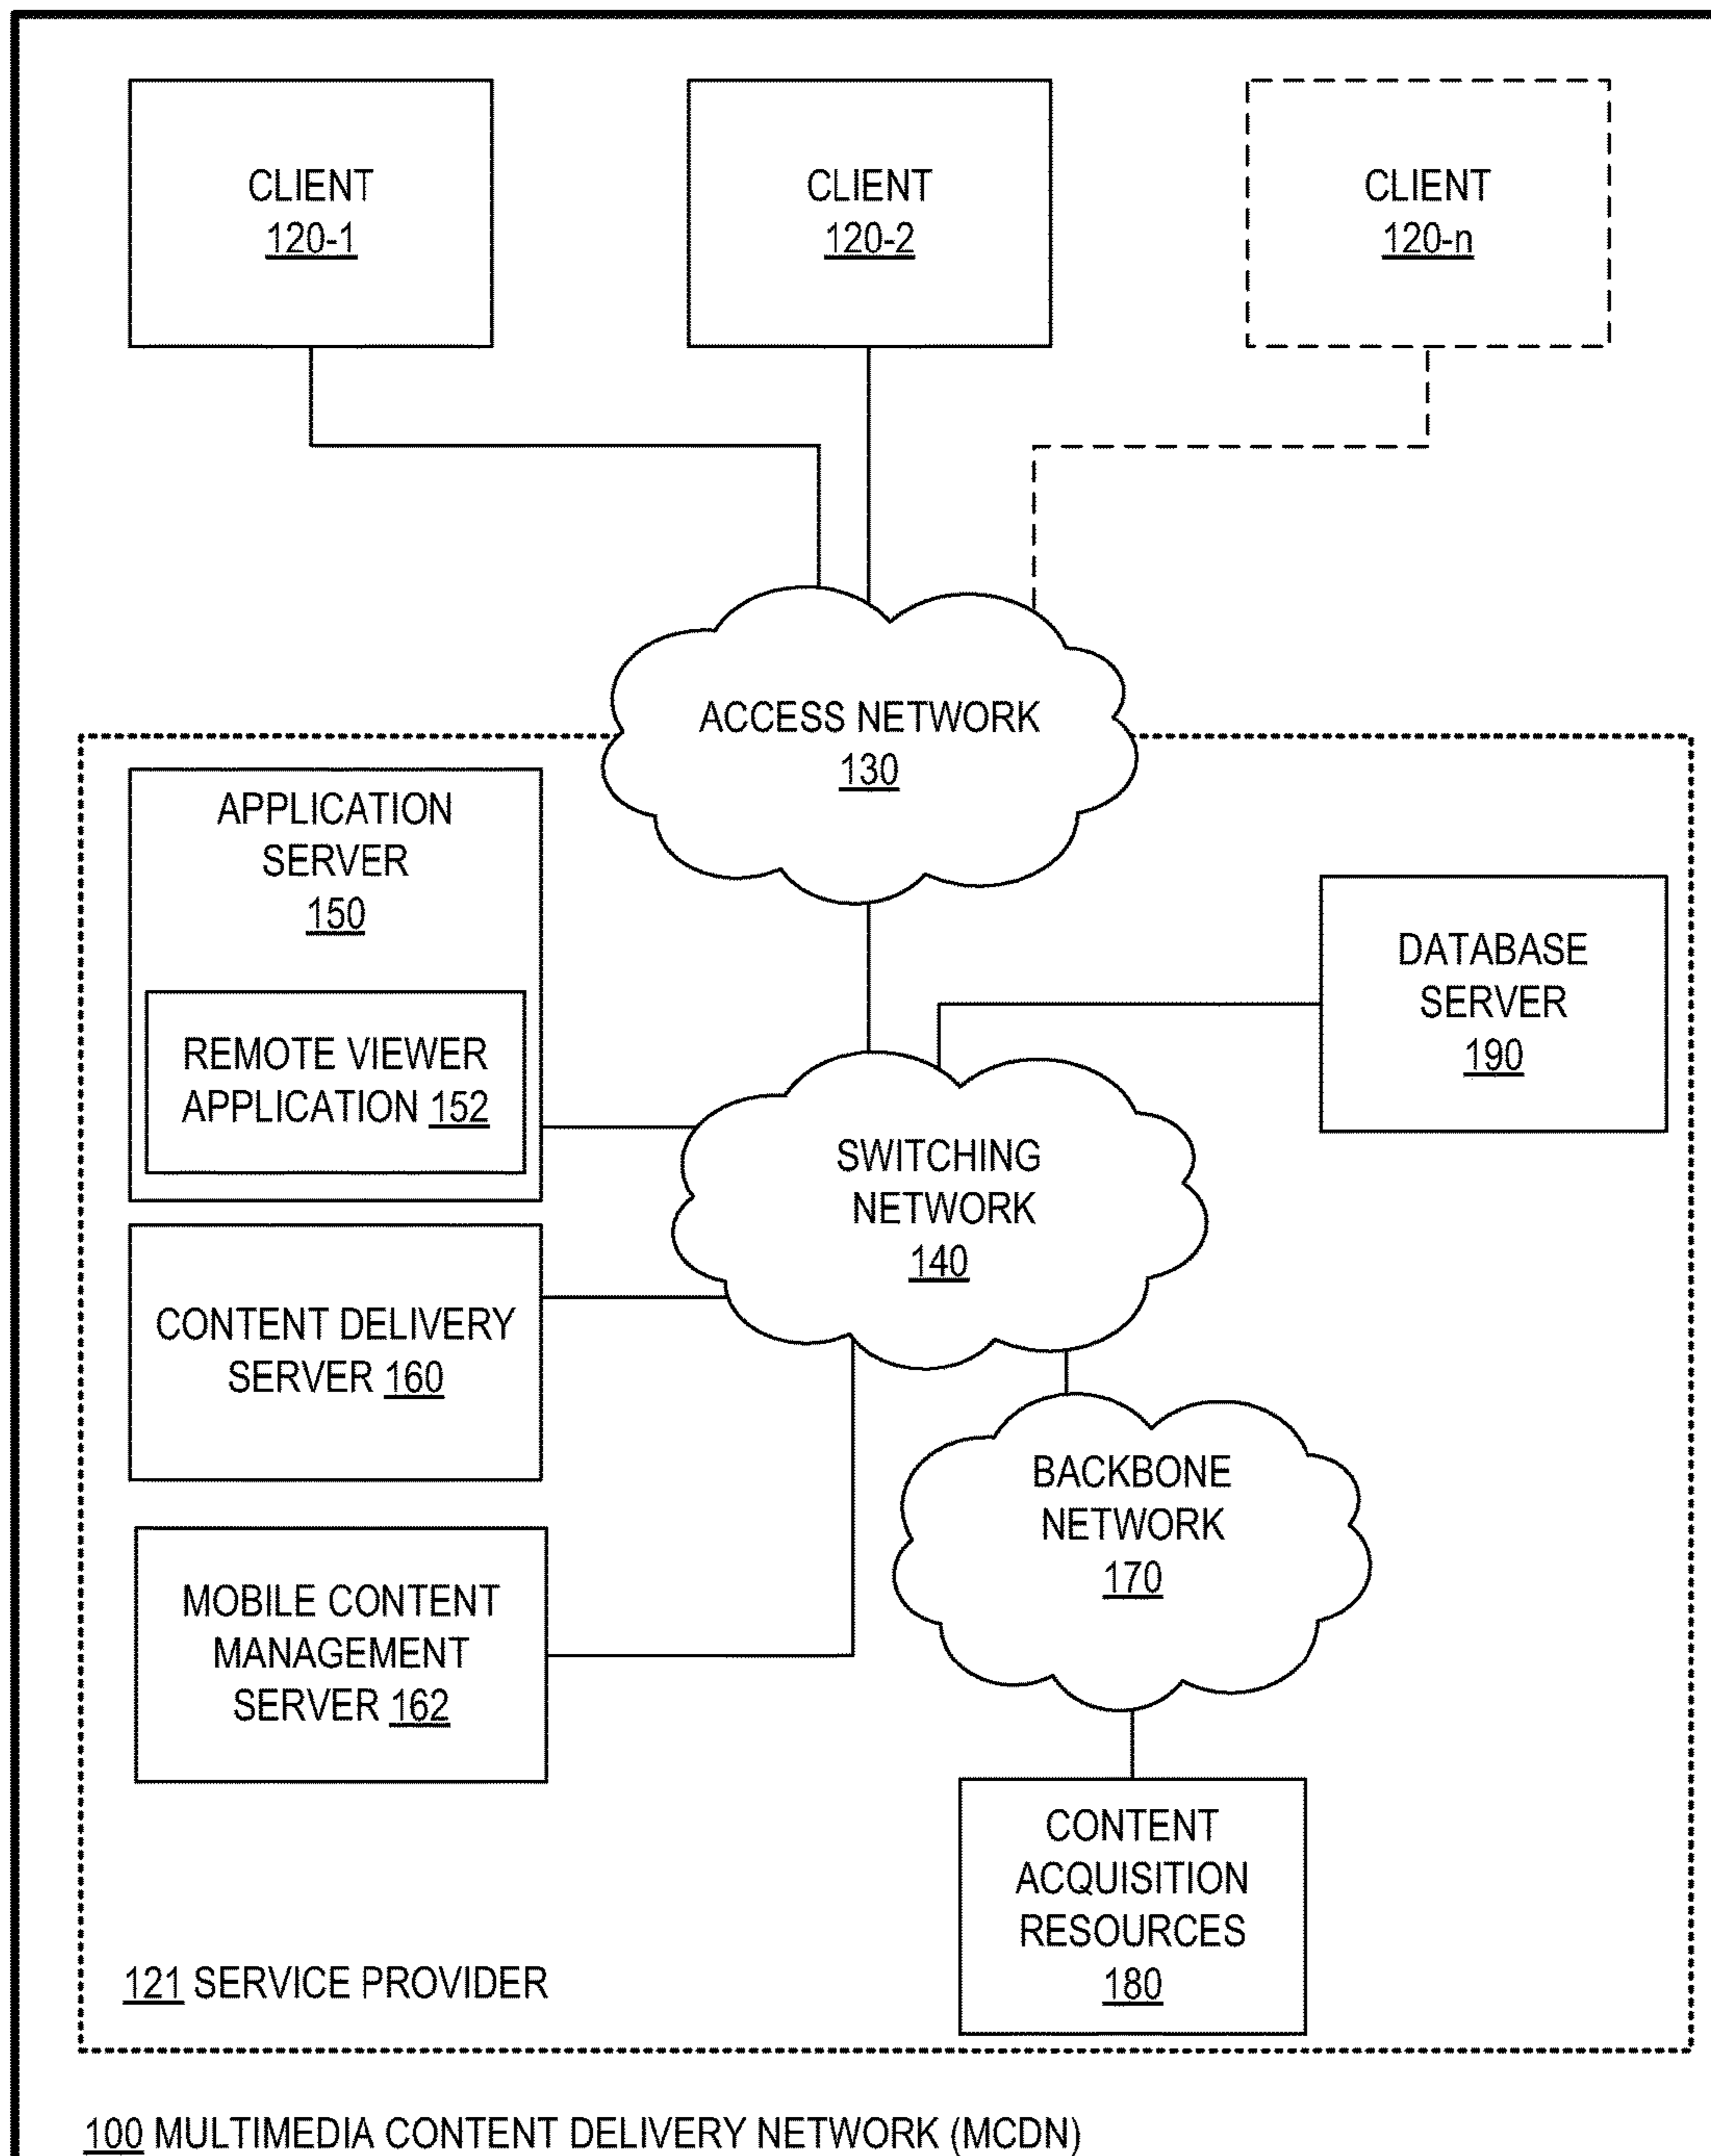 CLIENT
120-1
CLIENT
120-2
CLIENT
120-n
ACCESS NETWORK
130
APPLICATION
SERVER
150
REMOTE VIEWER
APPLICATION 152
DATABASE
SERVER
190
SWITCHING
NETWORK
140
CONTENT DELIVERY
SERVER 160
BACKBONE
NETWORK
170
MOBILE CONTENT
MANAGEMENT
SERVER 162
CONTENT
ACQUISITION
RESOURCES
180
121 SERVICE PROVIDER
100 MULTIMEDIA CONTENT DELIVERY NETWORK (MCDN)